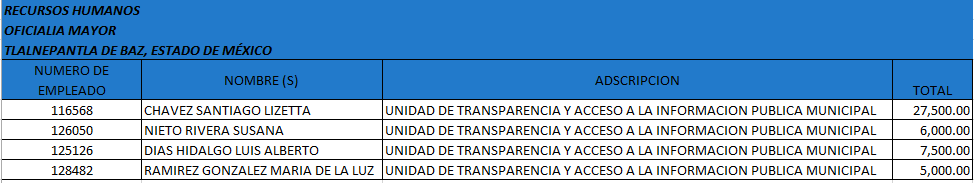 RECURSOS HUMANOS
OFICIALIA MAYOR
TLALNEPANTLA DE BAZ, ESTADO DE MÉXICO
NUMERO DE EMPLEADO NOMBRE (S) ADSCRIPCION TOTAL
116568 CHAVEZ SANTIAGO LIZETTA UNIDAD DE TRANSPARENCIA Y ACCESO A LA INFORMACION PUBLICA MUNICIPAL 27,500.00
126050 NIETO RIVERA SUSANA UNIDAD DE TRANSPARENCIA Y ACCESO A LA INFORMACION PUBLICA MUNICIPAL 6,000.00
125126 DIAS HIDALGO LUIS ALBERTO UNIDAD DE TRANSPARENCIA Y ACCESO A LA INFORMACION PUBLICA MUNICIPAL 7,500.00
128482 RAMIREZ GONZALEZ MARIA DE LA LUZ UNIDAD DE TRANSPARENCIA Y ACCESO A LA INFORMACION PUBLICA MUNICIPAL 5,000.00